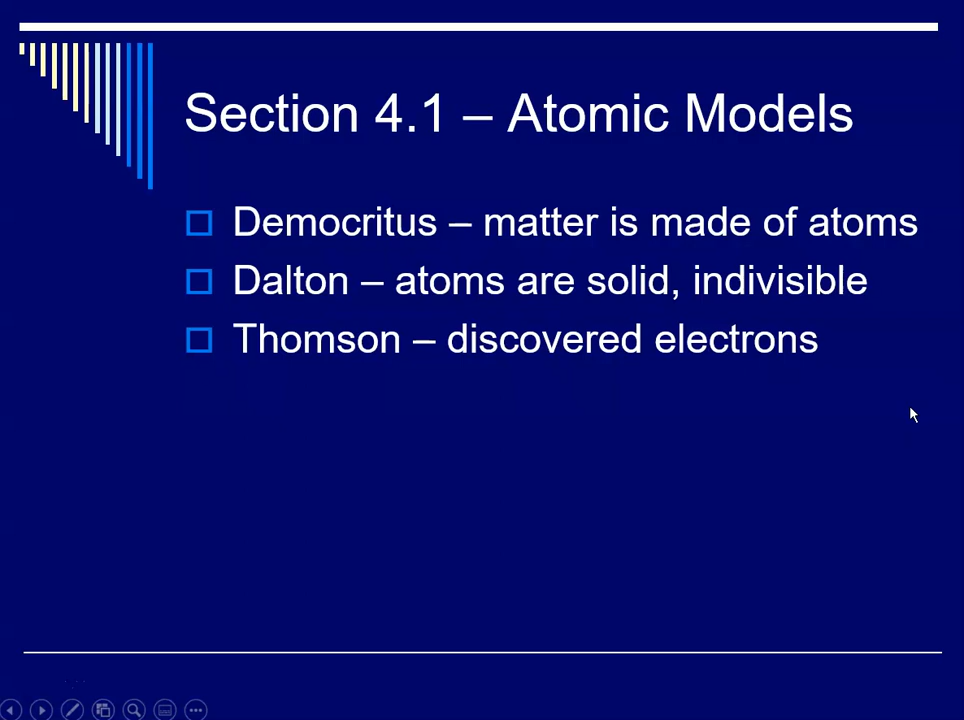 Section 4.1 – Atomic Models
Democritus – matter is made of atoms
Dalton – atoms are solid, indivisible
Thomson – discovered electrons